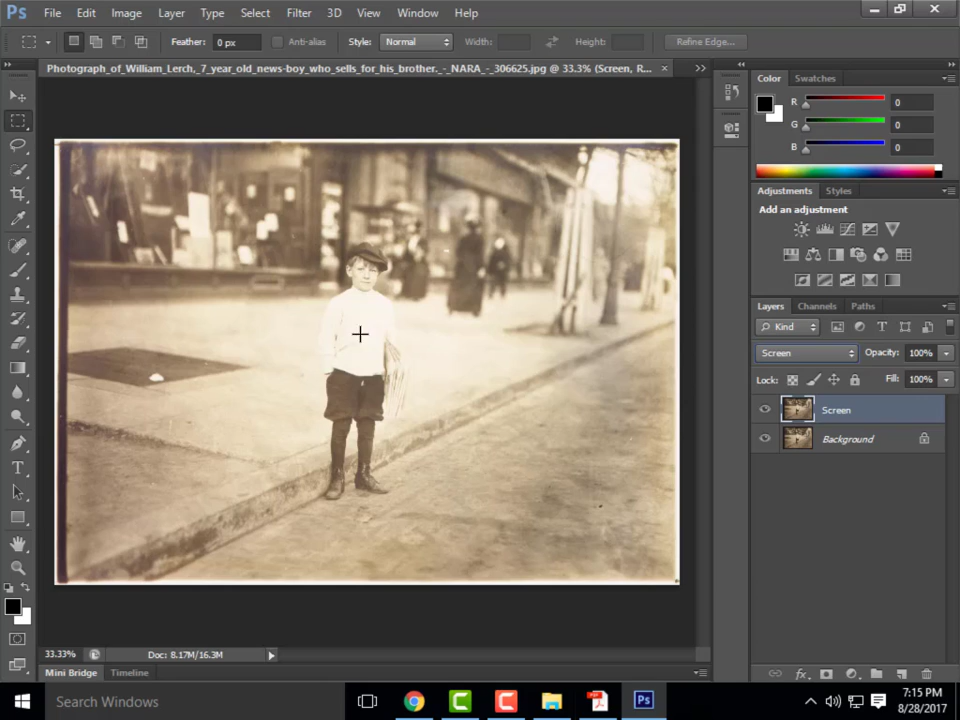 Ps File Edit Image Layer Type Select Filter 3D View Window Help
Feather: 0 px Anti-alias Style: Normal Width: Height: Refine Edge...
Photograph_of_William_Lerch,_7_year_old_news-boy_who_sells_for_his_brother._-_NARA_-_306625.jpg @ 33.3% (Screen, R... ×
Color Swatches
R 0
G 0
B 0
Adjustments Styles
Add an adjustment
Layers Channels Paths
Kind
Screen Opacity: 100%
Lock: Fill: 100%
Screen
Background
33.33% Doc: 8.17M/16.3M
Mini Bridge Timeline
Search Windows
Ps
7:15 PM
8/28/2017